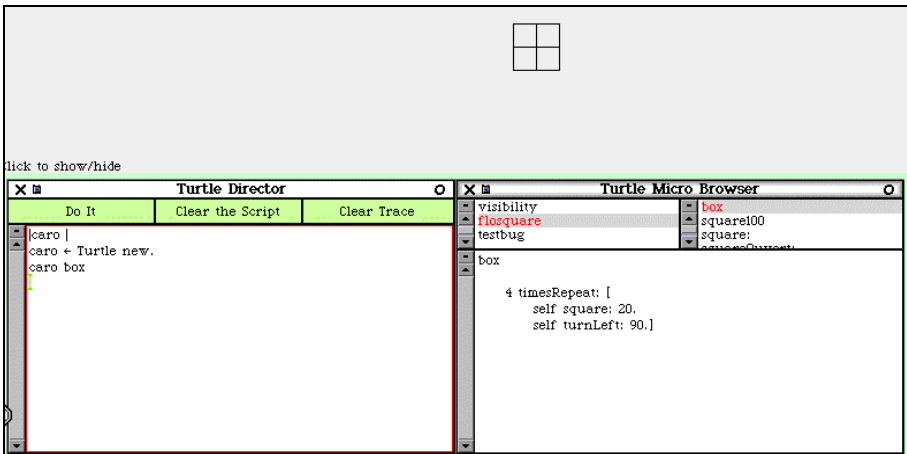 Click to show/hide
Turtle Director
Do It
Clear the Script
Clear Trace
|caro |
caro ← Turtle new.
caro box
Turtle Micro Browser
visibility
flosquare
testbug
box
square100
square:
box
4 timesRepeat: [
self square: 20.
self turnLeft: 90.]